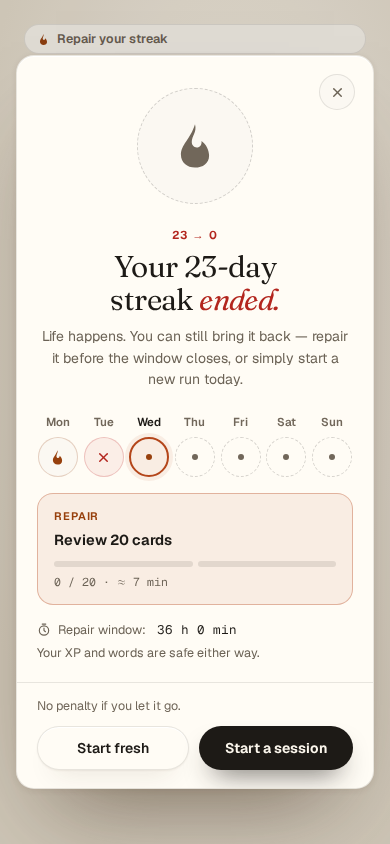 Repair your streak
23 → 0
Your 23-day
streak ended.
Life happens. You can still bring it back — repair
it before the window closes, or simply start a
new run today.
Mon Tue Wed Thu Fri Sat Sun
REPAIR
Review 20 cards
0 / 20 · ≈ 7 min
Repair window: 36 h 0 min
Your XP and words are safe either way.
No penalty if you let it go.
Start fresh Start a session